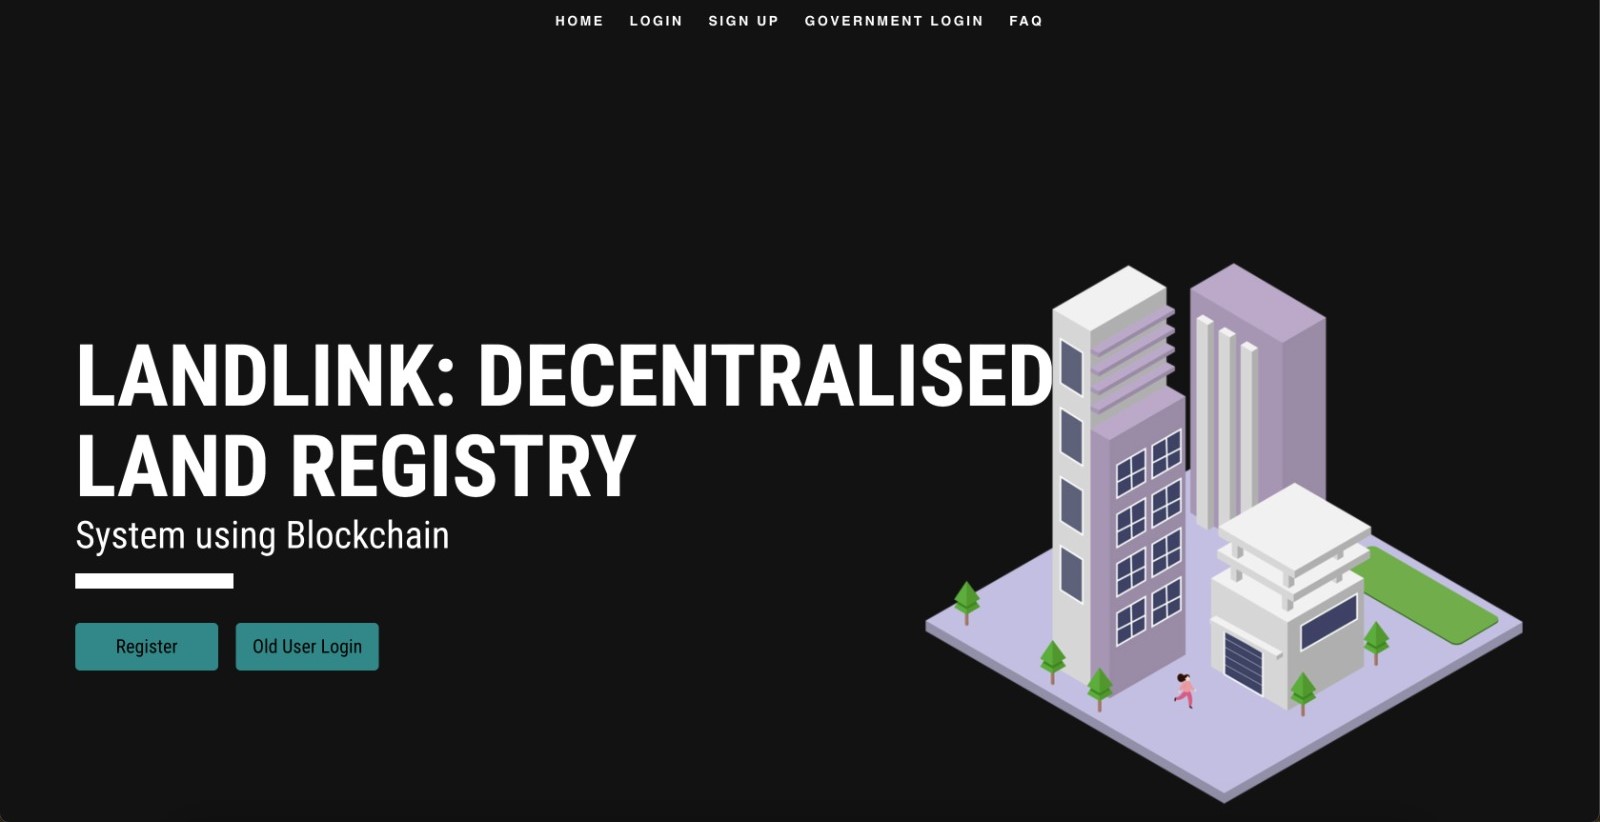 HOME LOGIN SIGN UP GOVERNMENT LOGIN FAQ
LANDLINK: DECENTRALISED
LAND REGISTRY
System using Blockchain
Register Old User Login